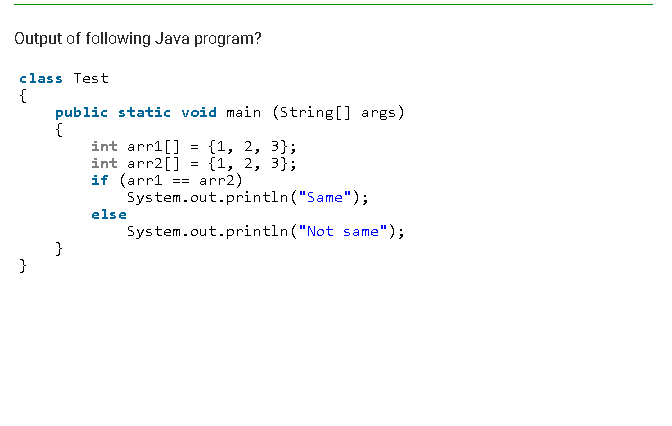 Output of following Java program?
class Test
{
    public static void main (String[] args)
    {
        int arr1[] = {1, 2, 3};
        int arr2[] = {1, 2, 3};
        if (arr1 == arr2)
            System.out.println("Same");
        else
            System.out.println("Not same");
    }
}